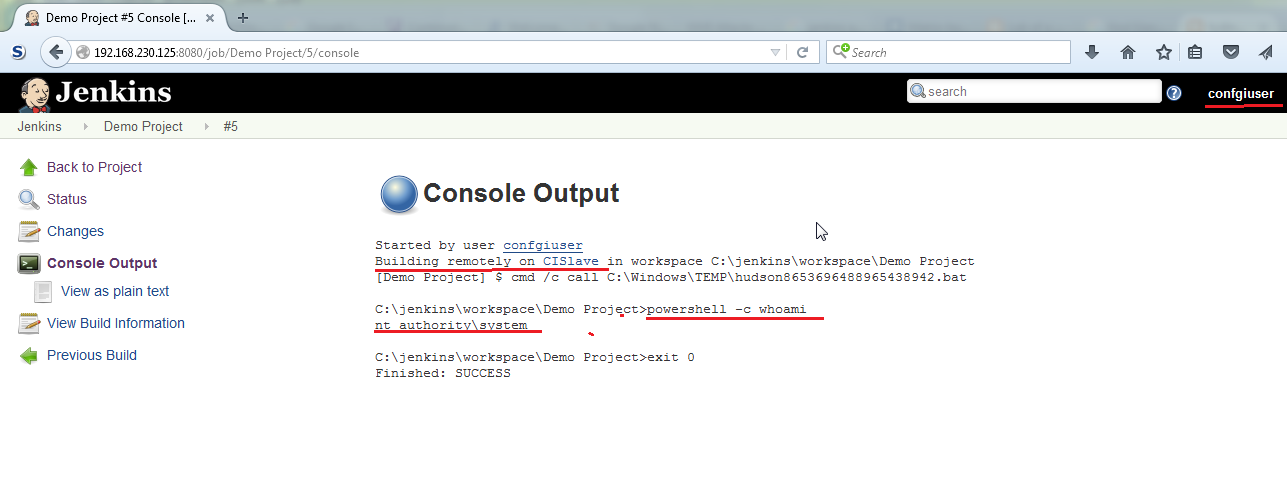 Demo Project #5 Console [...
192.168.230.125:8080/job/Demo Project/5/console
Search
Jenkins
search
confgiuser
Jenkins
Demo Project
#5
Back to Project
Status
Changes
Console Output
View as plain text
View Build Information
Previous Build
Console Output
Started by user confgiuser
Building remotely on CISlave in workspace C:\jenkins\workspace\Demo Project
[Demo Project] $ cmd /c call C:\Windows\TEMP\hudson8653696488965438942.bat
C:\jenkins\workspace\Demo Project>powershell -c whoami
nt authority\system
C:\jenkins\workspace\Demo Project>exit 0
Finished: SUCCESS